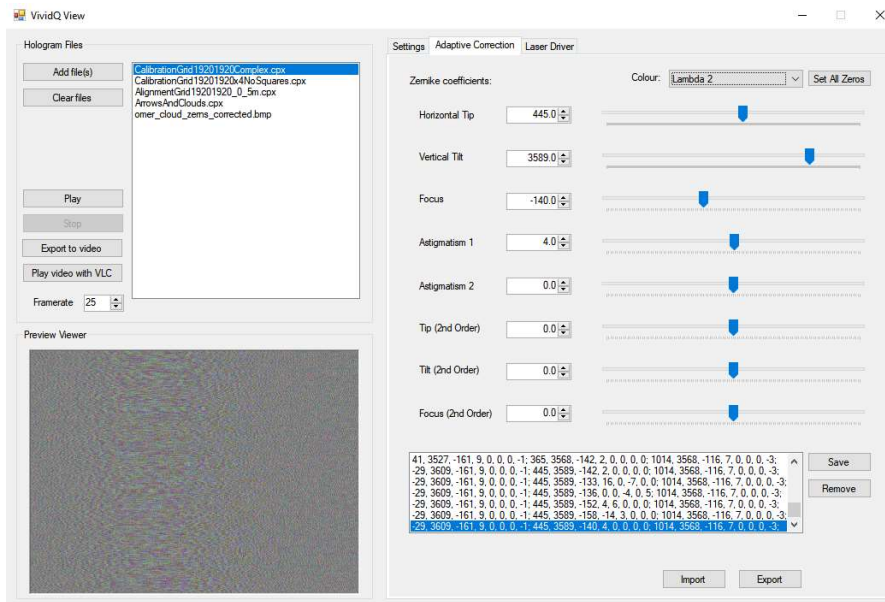 VividQ View
Hologram Files
Add file(s)
Clear files
CalibrationGrid19201920Complex.cpx
CalibrationGrid19201920x4NoSquares.cpx
AlignmentGrid19201920_0_5m.cpx
ArrowsAndClouds.cpx
omer_cloud_zerns_corrected.bmp
Play
Stop
Export to video
Play video with VLC
Framerate 25
Preview Viewer
Settings Adaptive Correction Laser Driver
Zernike coefficients: Colour: Lambda 2 Set All Zeros
Horizontal Tip 445.0
Vertical Tilt 3589.0
Focus -140.0
Astigmatism 1 4.0
Astigmatism 2 0.0
Tip (2nd Order) 0.0
Tilt (2nd Order) 0.0
Focus (2nd Order) 0.0
41, 3527, -161, 9, 0, 0, 0, -1; 365, 3568, -142, 2, 0, 0, 0, 0; 1014, 3568, -116, 7, 0, 0, 0, -3;
-29, 3609, -161, 9, 0, 0, 0, -1; 445, 3589, -142, 2, 0, 0, 0, 0; 1014, 3568, -116, 7, 0, 0, 0, -3;
-29, 3609, -161, 9, 0, 0, 0, -1; 445, 3589, -133, 16, 0, -7, 0, 0; 1014, 3568, -116, 7, 0, 0, 0, -3;
-29, 3609, -161, 9, 0, 0, 0, -1; 445, 3589, -136, 0, 0, -4, 0, 5; 1014, 3568, -116, 7, 0, 0, 0, -3;
-29, 3609, -161, 9, 0, 0, 0, -1; 445, 3589, -152, 4, 6, 0, 0, 0; 1014, 3568, -116, 7, 0, 0, 0, -3;
-29, 3609, -161, 9, 0, 0, 0, -1; 445, 3589, -158, -14, 3, 0, 0, 0; 1014, 3568, -116, 7, 0, 0, 0, -3;
-29, 3609, -161, 9, 0, 0, 0, -1; 445, 3589, -140, 4, 0, 0, 0, 0; 1014, 3568, -116, 7, 0, 0, 0, -3;
Save
Remove
Import Export